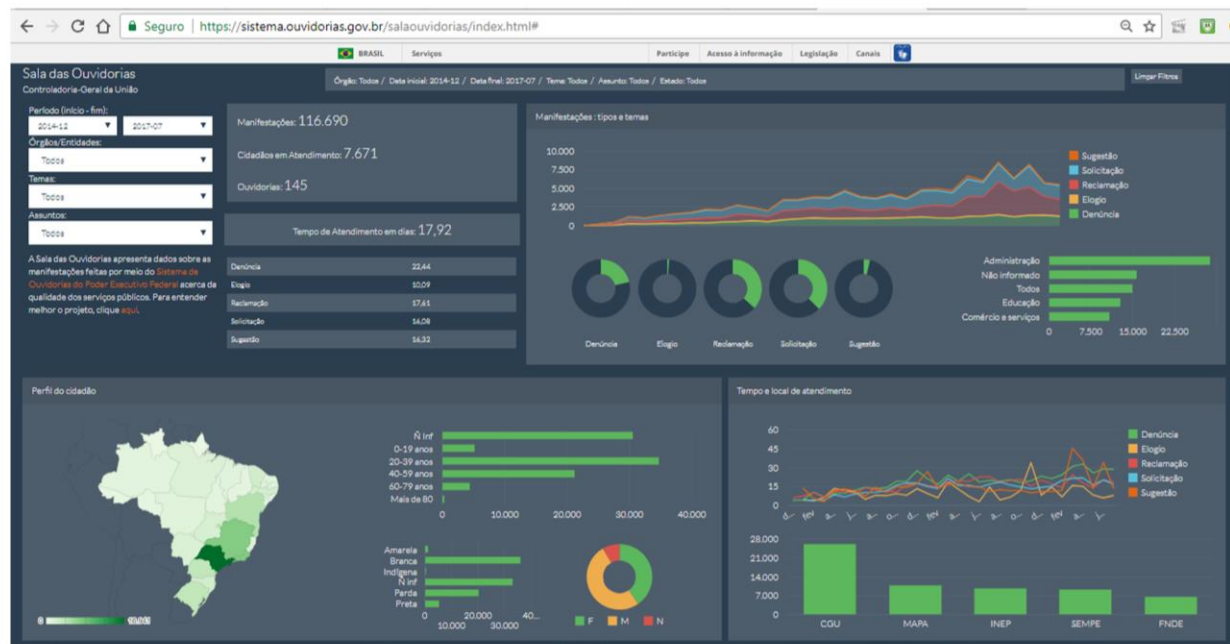 Seguro | https://sistema.ouvidorias.gov.br/salaouvidorias/index.html#
BRASIL Serviços Participe Acesso à informação Legislação Canais
Sala das Ouvidorias
Controladoria-Geral da União
Órgão: Todos / Data inicial: 2014-12 / Data final: 2017-07 / Tema: Todos / Assunto: Todos / Estado: Todos
Limpar Filtros
Período (início - fim):
2014-12 2017-07
Órgãos/Entidades:
Todos
Temas:
Todos
Assuntos:
Todos
A Sala das Ouvidorias apresenta dados sobre as
manifestações feitas por meio do Sistema de
Ouvidorias do Poder Executivo Federal acerca da
qualidade dos serviços públicos. Para entender
melhor o projeto, clique aqui.
Manifestações: 116.690
Cidadãos em Atendimento: 7.671
Ouvidorias: 145
Tempo de Atendimento em dias: 17,92
Denúncia 22,44
Elogio 10,09
Reclamação 17,61
Solicitação 16,08
Sugestão 16,32
Manifestações : tipos e temas
10.000
7.500
5.000
2.500
0
Sugestão
Solicitação
Reclamação
Elogio
Denúncia
Denúncia Elogio Reclamação Solicitação Sugestão
Administração
Não informado
Todos
Educação
Comércio e serviços
0 7.500 15.000 22.500
Perfil do cidadão
0
Ñ Inf
0-19 anos
20-39 anos
40-59 anos
60-79 anos
Mais de 80
0 10.000 20.000 30.000 40.000
Amarela
Branca
Indígena
Ñ inf
Parda
Preta
0 10.000 20.000 30.000 40...
F M N
Tempo e local de atendimento
60
45
30
15
0
d... fev a... j... a... o... d... fev a... j... a... o... d... fev a... j...
Denúncia
Elogio
Reclamação
Solicitação
Sugestão
28.000
21.000
14.000
7.000
0
CGU MAPA INEP SEMPE FNDE